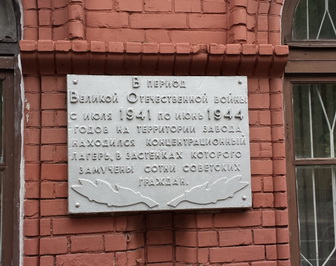 В ПЕРИОД
ВЕЛИКОЙ ОТЕЧЕСТВЕННОЙ ВОЙНЫ
С ИЮЛЯ 1941 ПО ИЮНЬ 1944
ГОДОВ НА ТЕРРИТОРИИ ЗАВОДА
НАХОДИЛСЯ КОНЦЕНТРАЦИОННЫЙ
ЛАГЕРЬ, В ЗАСТЕНКАХ КОТОРОГО
ЗАМУЧЕНЫ СОТНИ СОВЕТСКИХ
ГРАЖДАН.